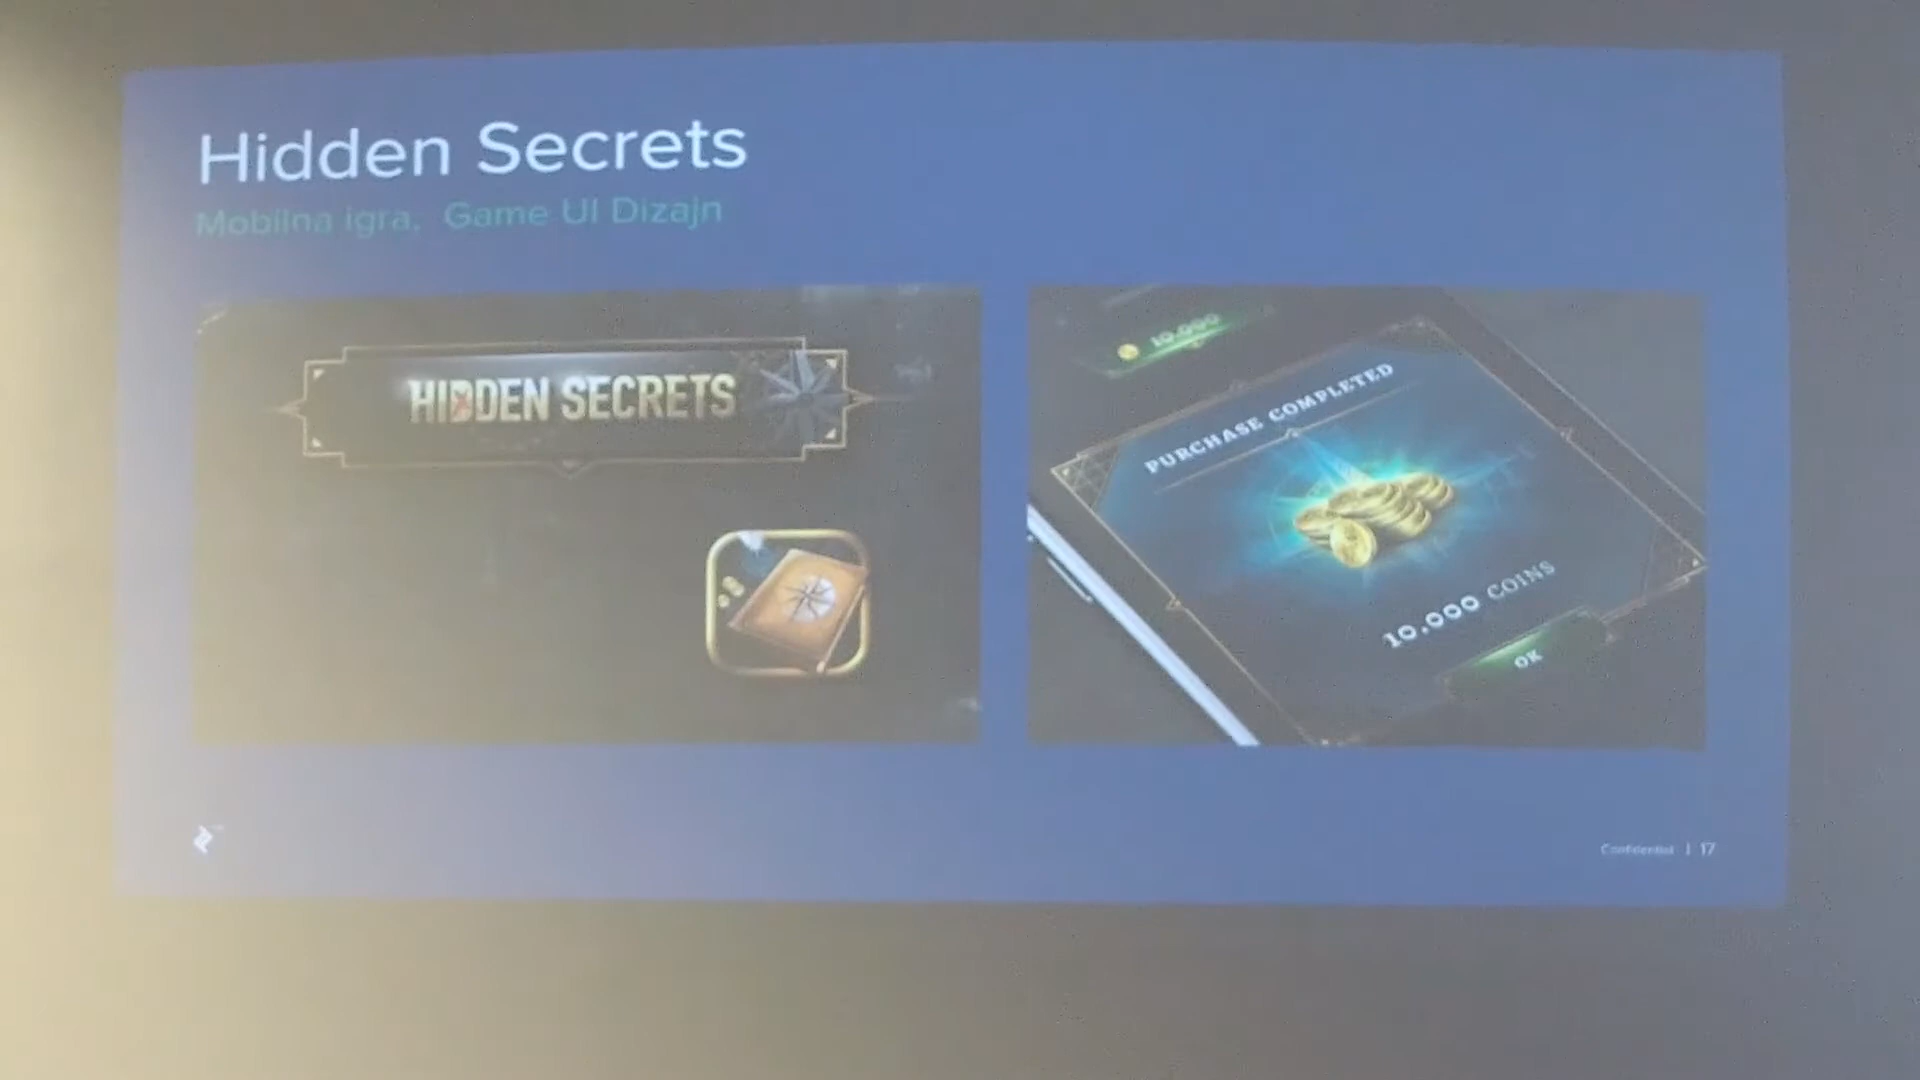 Hidden Secrets
Mobilna igra, Game UI Dizajn
HIDDEN SECRETS
10.000
PURCHASE COMPLETED
10.000 COINS
OK
Confidential | 17